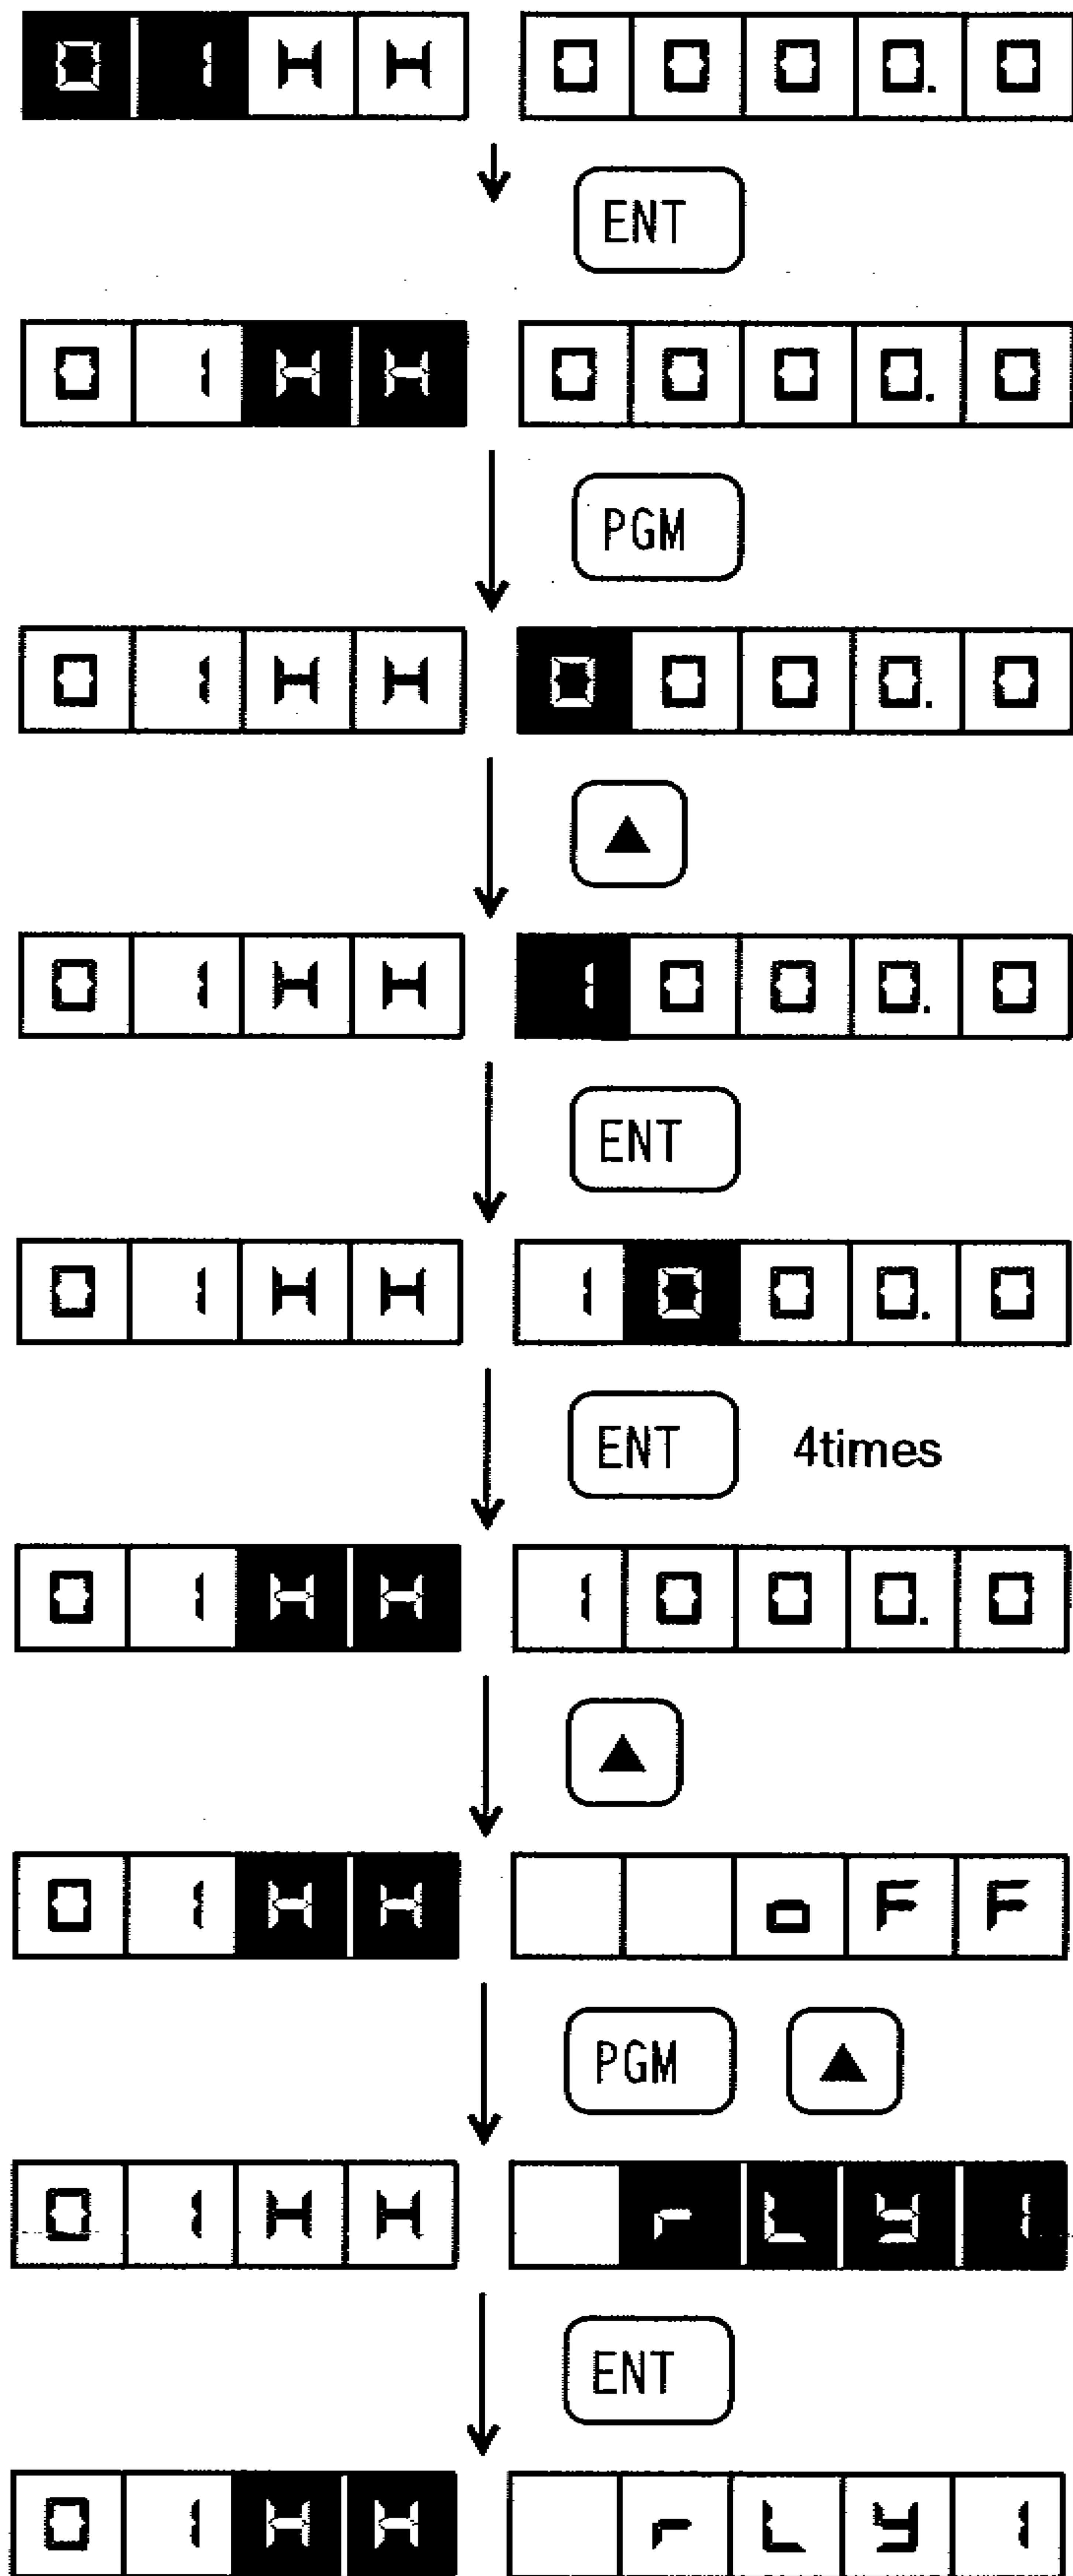 01HH 0000.0
ENT
01HH 0000.0
PGM
01HH 0000.0
▲
01HH 1000.0
ENT
01HH 1000.0
ENT 4times
01HH 1000.0
▲
01HH oFF
PGM ▲
01HH rLy1
ENT
01HH rLy1